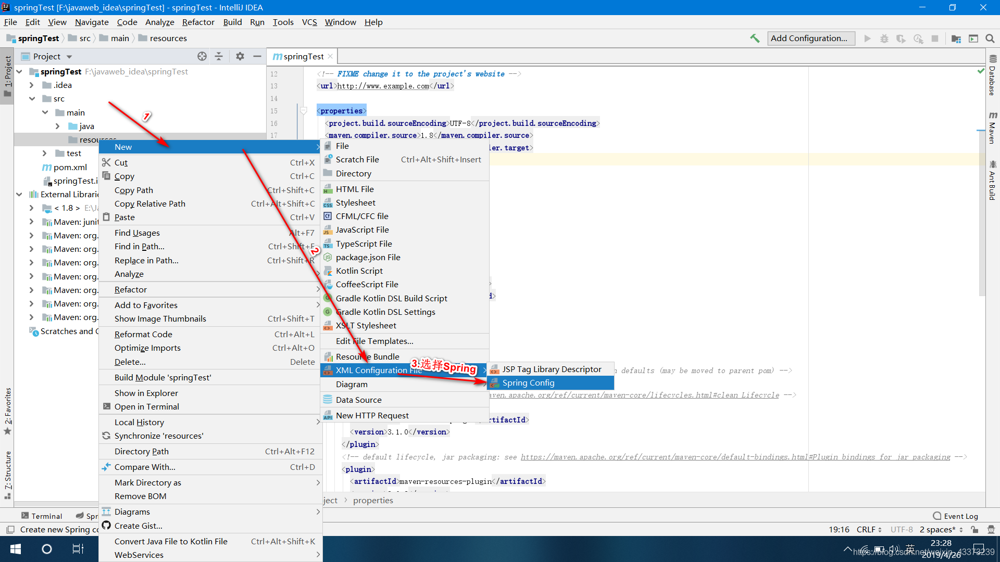 springTest [F:\javaweb_idea\springTest] - springTest - IntelliJ IDEA
File Edit View Navigate Code Analyze Refactor Build Run Tools VCS Window Help
springTest src main resources
Add Configuration...
Project
springTest
springTest F:\javaweb_idea\springTest
.idea
src
main
java
resources
test
pom.xml
springTest.i
External Librarie
< 1.8 > E:\Ja
Maven: junit
Maven: org.
Maven: org.
Maven: org.
Maven: org.
Maven: org.
Maven: org.
Maven: org.
Scratches and C
1: Project
2: Favorites
7: Structure
1
2
3.选择Spring
New
Cut Ctrl+X
Copy Ctrl+C
Copy Path Ctrl+Shift+C
Copy Relative Path Ctrl+Alt+Shift+C
Paste Ctrl+V
Find Usages Alt+F7
Find in Path... Ctrl+Shift+F
Replace in Path... Ctrl+Shift+R
Analyze
Refactor
Add to Favorites
Show Image Thumbnails Ctrl+Shift+T
Reformat Code Ctrl+Alt+L
Optimize Imports Ctrl+Alt+O
Delete... Delete
Build Module 'springTest'
Show in Explorer
Open in Terminal
Local History
Synchronize 'resources'
Directory Path Ctrl+Alt+F12
Compare With... Ctrl+D
Mark Directory as
Remove BOM
Diagrams
Create Gist...
Convert Java File to Kotlin File Ctrl+Alt+Shift+K
WebServices
File
Scratch File Ctrl+Alt+Shift+Insert
Directory
HTML File
Stylesheet
CFML/CFC file
JavaScript File
TypeScript File
package.json File
Kotlin Script
CoffeeScript File
Gradle Kotlin DSL Build Script
Gradle Kotlin DSL Settings
XSLT Stylesheet
Edit File Templates...
Resource Bundle
XML Configuration File
Diagram
Data Source
New HTTP Request
JSP Tag Library Descriptor
Spring Config
12 <!-- FIXME change it to the project's website -->
13 <url>http://www.example.com</url>
14
15 <properties>
16 <project.build.sourceEncoding>UTF-8</project.build.sourceEncoding>
17 <maven.compiler.source>1.8</maven.compiler.source>
ler.target>
>
d>
n defaults (may be moved to parent pom) -->
aven.apache.org/ref/current/maven-core/lifecycles.html#clean_Lifecycle -->
rtifactId>
<version>3.1.0</version>
</plugin>
<!-- default lifecycle, jar packaging: see https://maven.apache.org/ref/current/maven-core/default-bindings.html#Plugin_bindings_for_jar_packaging -->
<plugin>
<artifactId>maven-resources-plugin</artifactId>
ject properties
Database
Maven
Ant Build
Terminal Spr
Event Log
Create new Spring co
19:16 CRLF UTF-8 2 spaces*
英
23:28
2019/4/26
https://blog.csdn.net/weixin_43373239